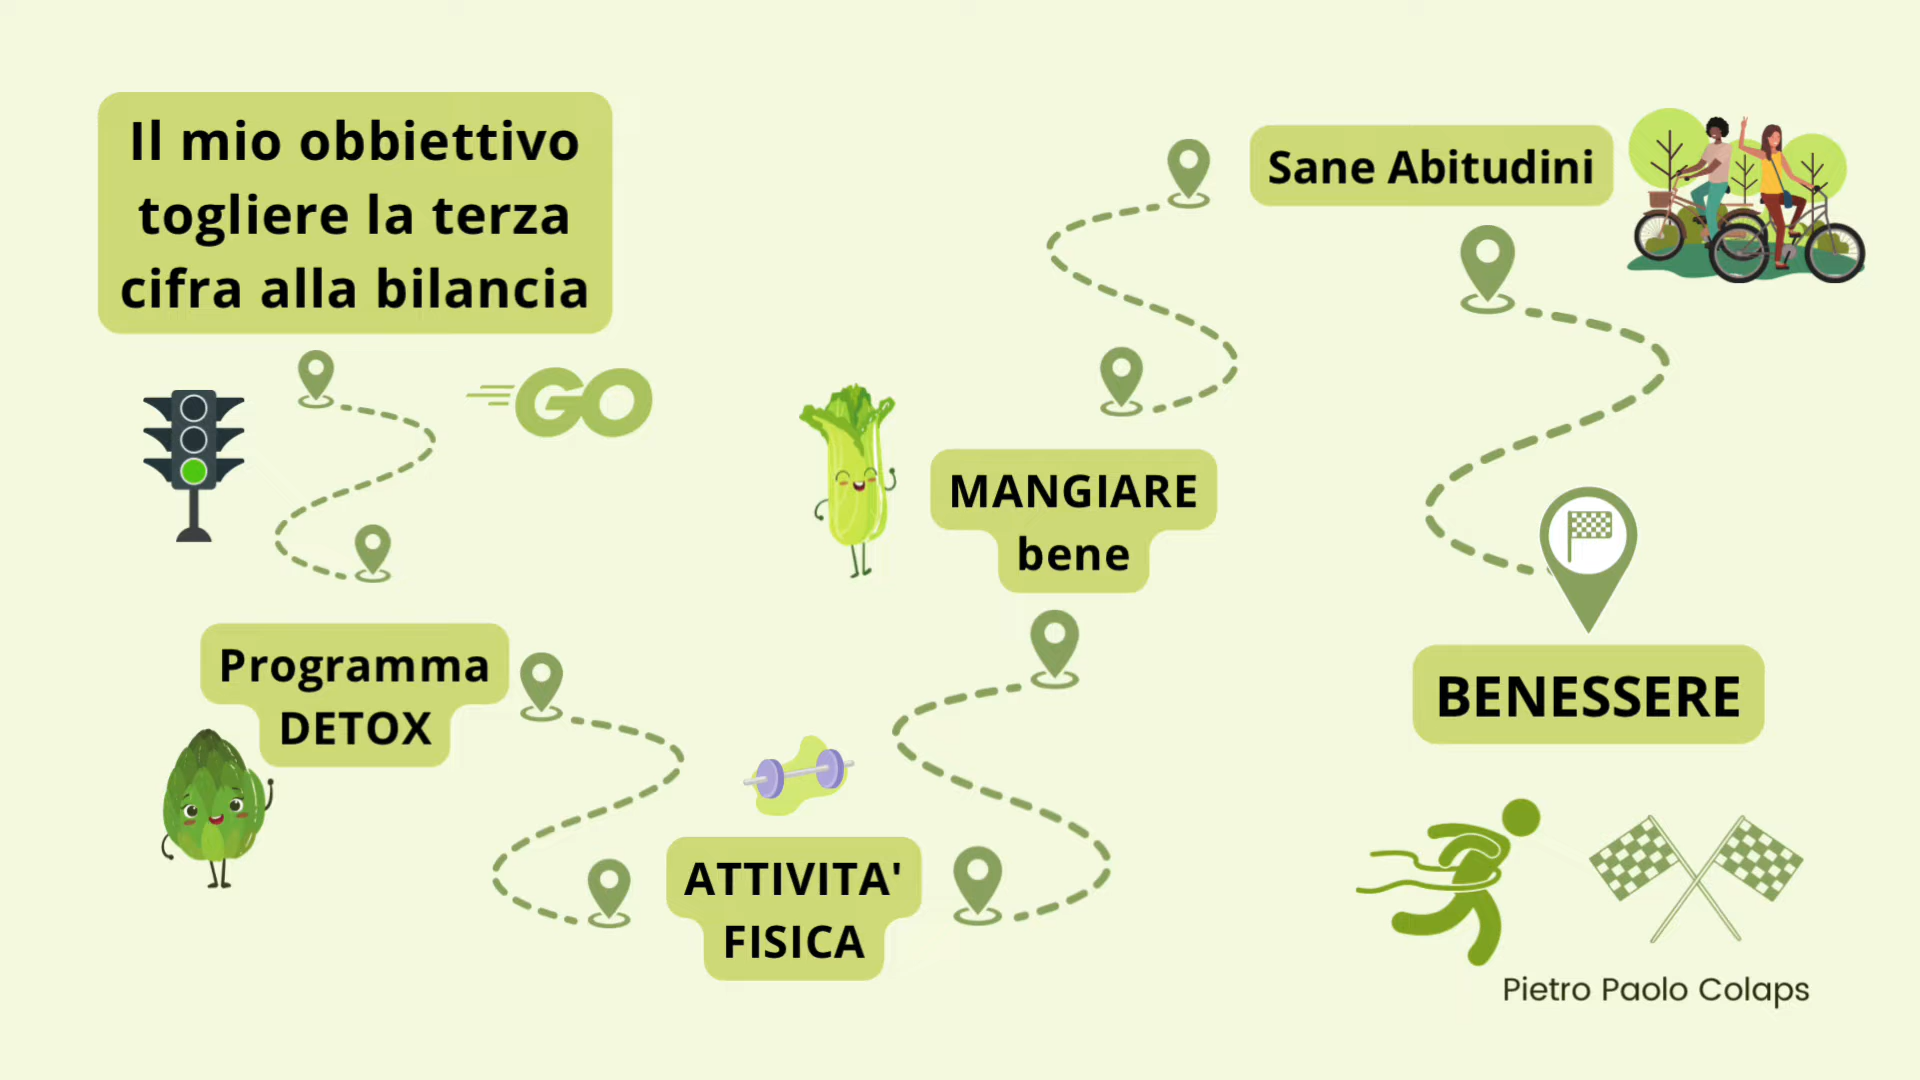 Il mio obbiettivo
togliere la terza
cifra alla bilancia
GO
Programma
DETOX
ATTIVITA'
FISICA
MANGIARE
bene
Sane Abitudini
BENESSERE
Pietro Paolo Colaps